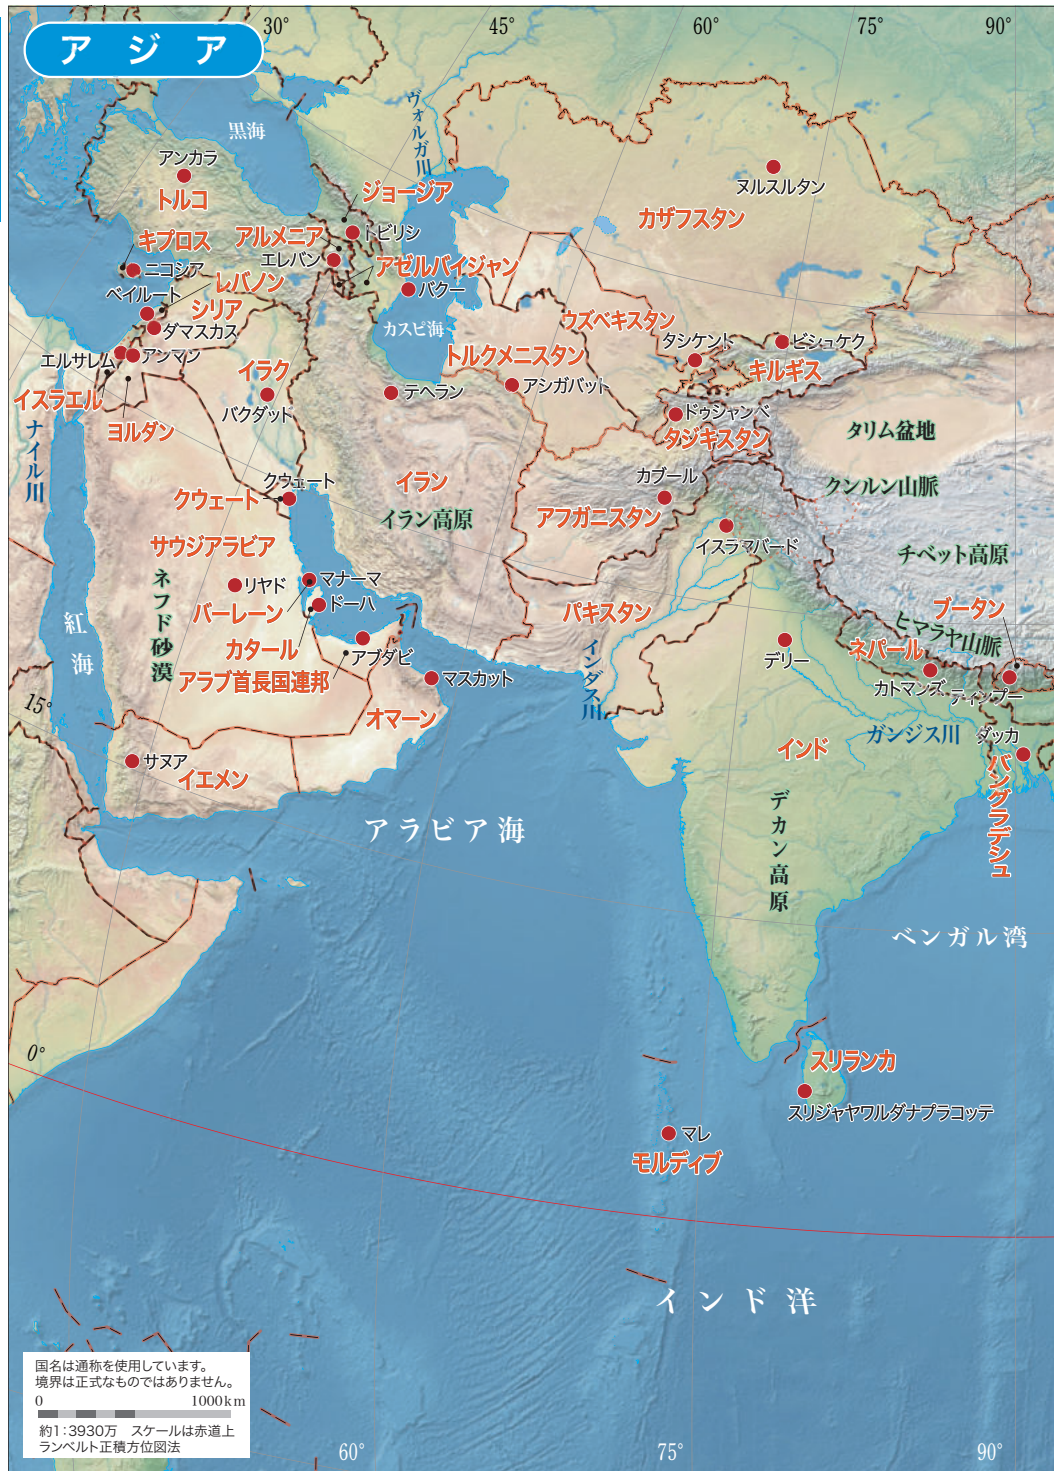 アジア
30°
45°
60°
75°
90°
黒海
ヴォルガ川
アンカラ
トルコ
ヌルスルタン
カザフスタン
ジョージア
トビリシ
アルメニア
エレバン
キプロス
ニコシア
アゼルバイジャン
バクー
レバノン
ベイルート
シリア
ダマスカス
カスピ海
ウズベキスタン
タシケント
ビシュケク
キルギス
トルクメニスタン
アシガバット
エルサレム
アンマン
イスラエル
ヨルダン
イラク
バグダッド
テヘラン
ドゥシャンベ
タジキスタン
タリム盆地
ナイル川
クウェート
クウェート
イラン
イラン高原
カブール
アフガニスタン
クンルン山脈
イスラマバード
チベット高原
サウジアラビア
ネフド砂漠
リヤド
マナーマ
バーレーン
ドーハ
カタール
アブダビ
アラブ首長国連邦
マスカット
オマーン
紅海
パキスタン
インダス川
デリー
ネパール
カトマンズ
ヒマラヤ山脈
ブータン
ティンプー
ガンジス川
ダッカ
バングラデシュ
インド
15°
サヌア
イエメン
アラビア海
デカン高原
ベンガル湾
0°
スリランカ
スリジャヤワルダナプラコッテ
マレ
モルディブ
インド洋
国名は通称を使用しています。
境界は正式なものではありません。
0 1000km
約1:3930万 スケールは赤道上
ランベルト正積方位図法
60°
75°
90°